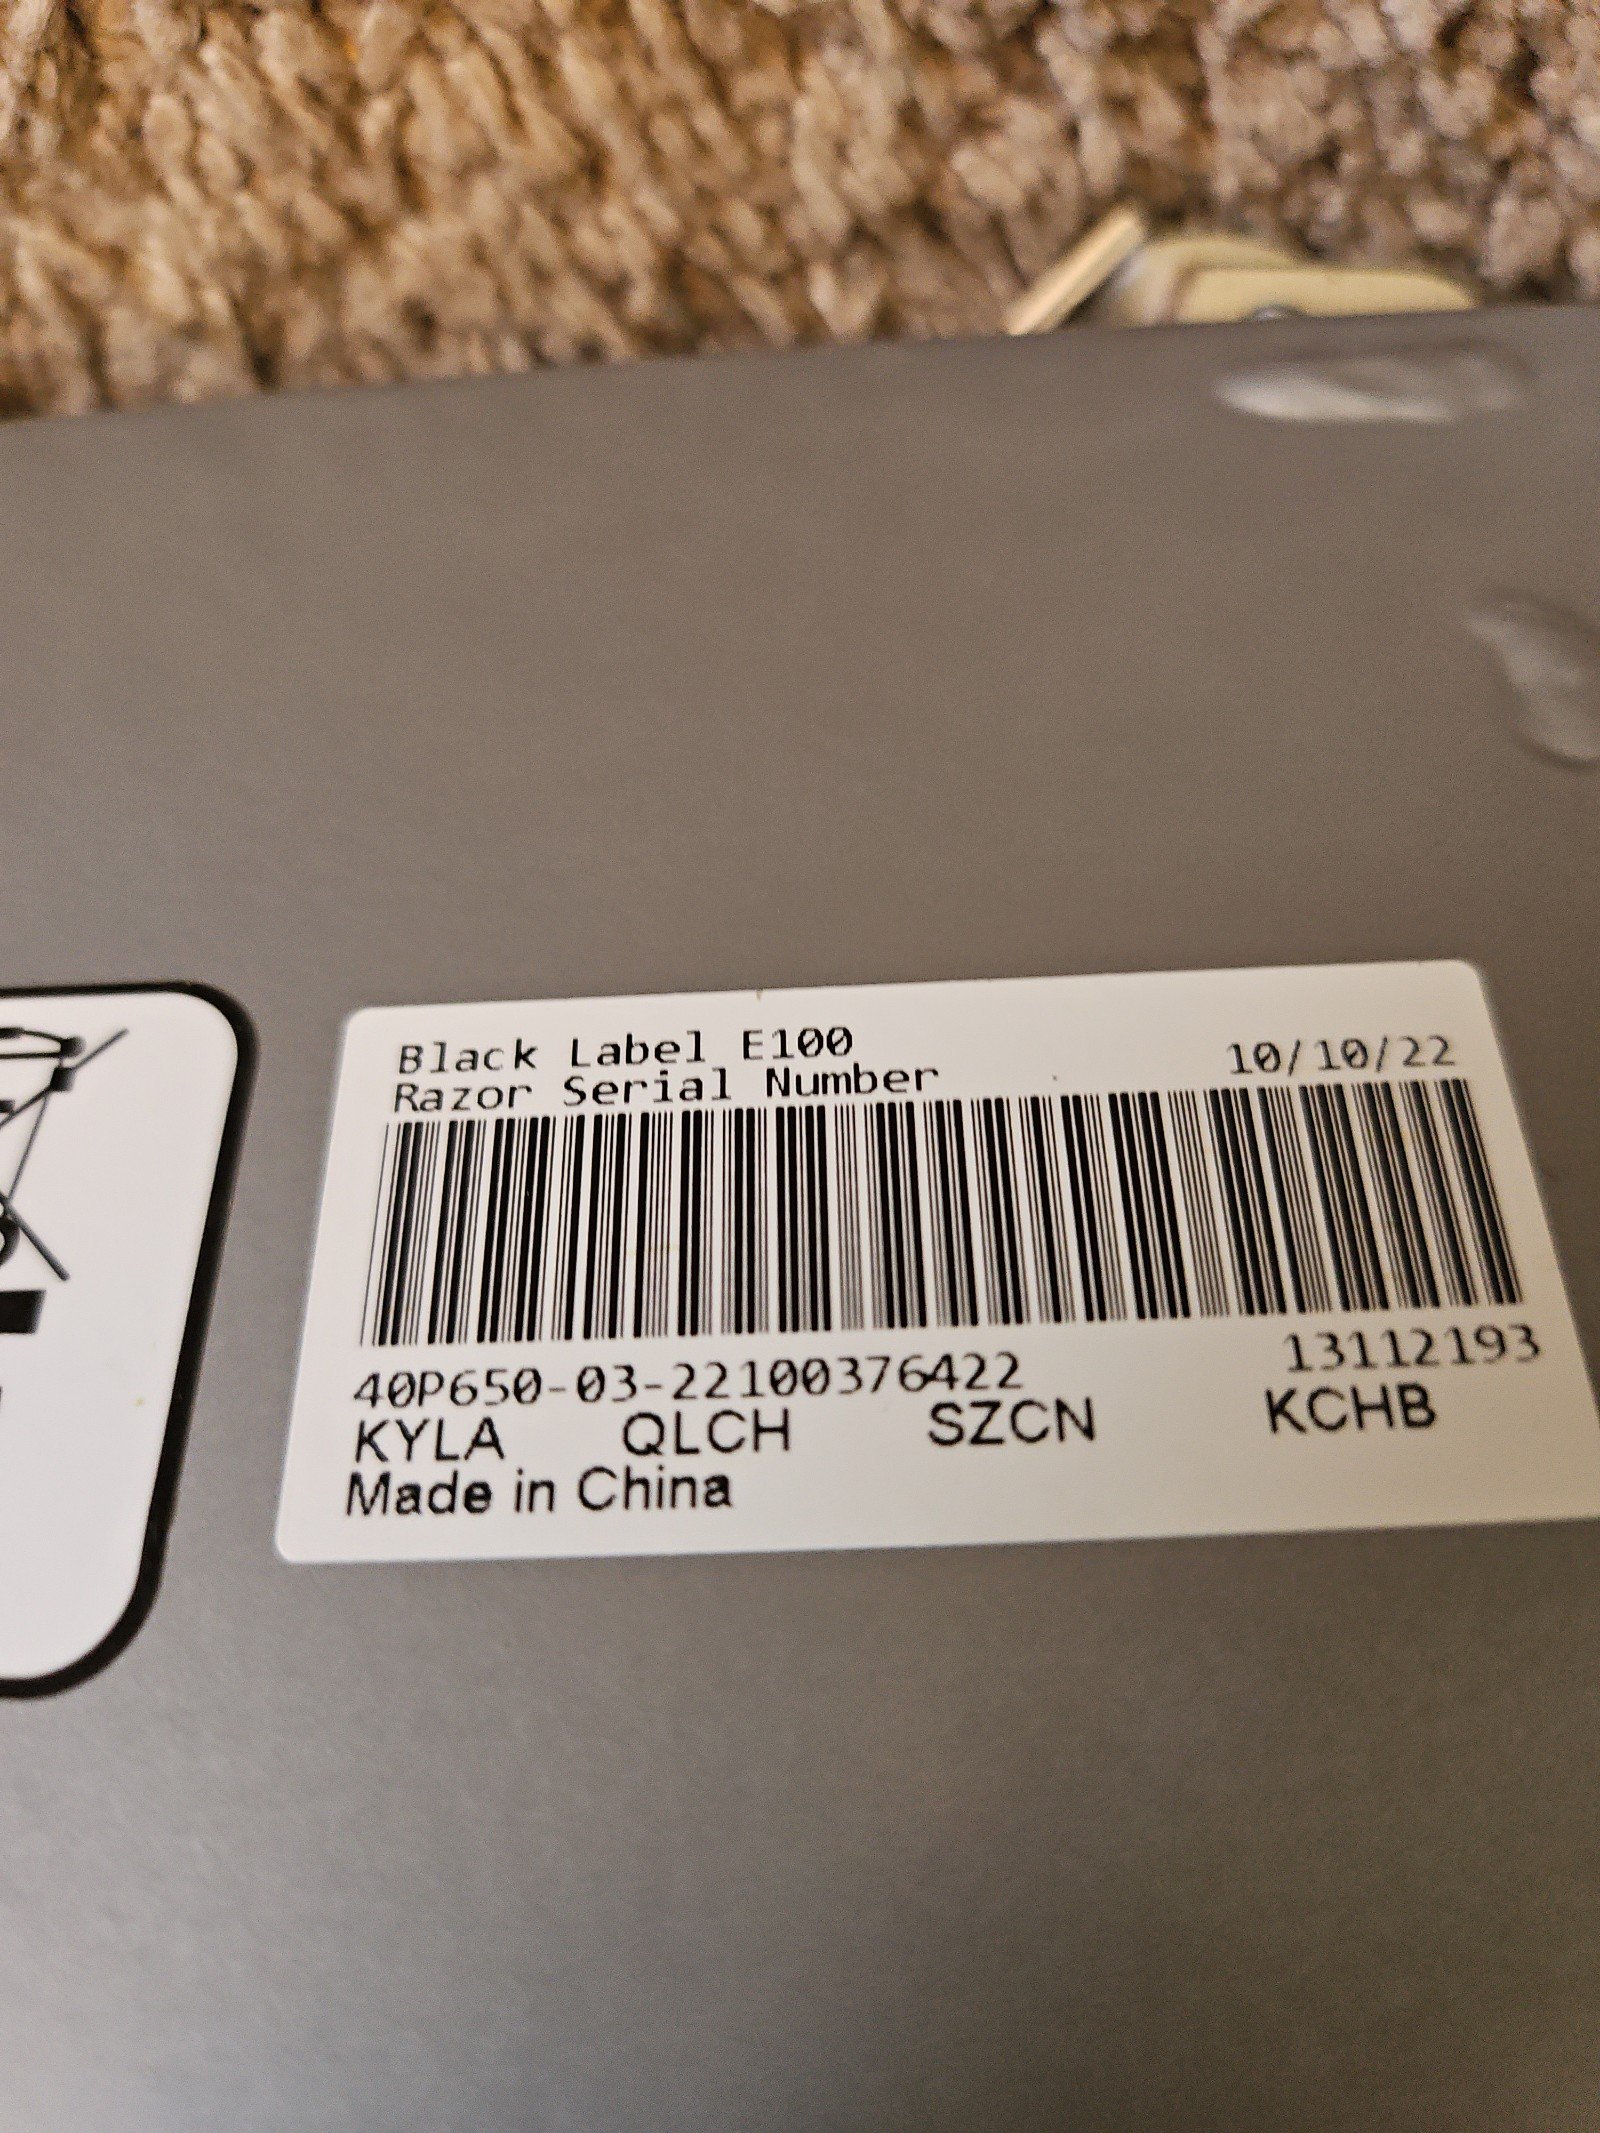 Black Label E100 10/10/22
Razor Serial Number
40P650-03-22100376422 13112193
KYLA QLCH SZCN KCHB
Made in China